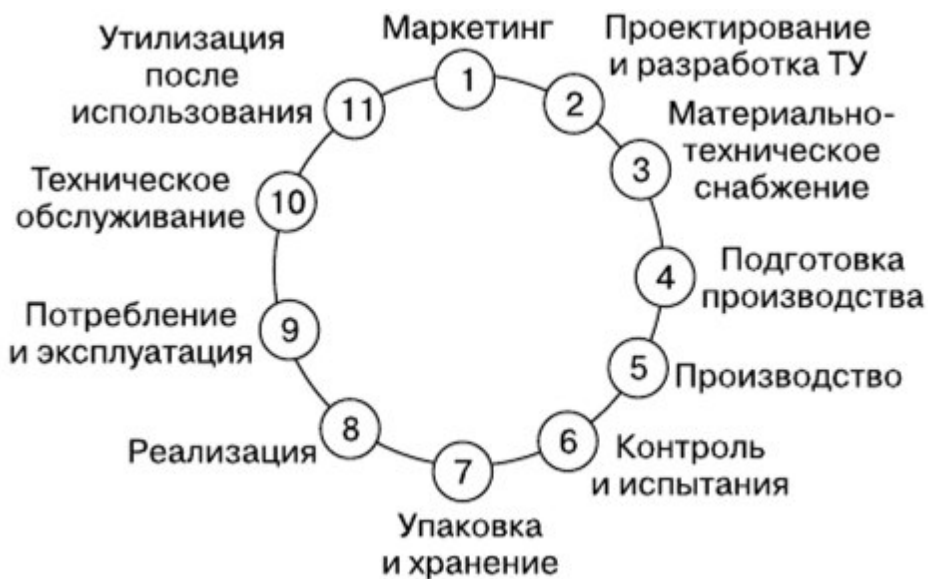 Маркетинг
1
Проектирование
и разработка ТУ
2
Материально-
техническое
снабжение
3
Подготовка
производства
4
Производство
5
Контроль
и испытания
6
Упаковка
и хранение
7
Реализация
8
Потребление
и эксплуатация
9
Техническое
обслуживание
10
Утилизация
после
использования
11